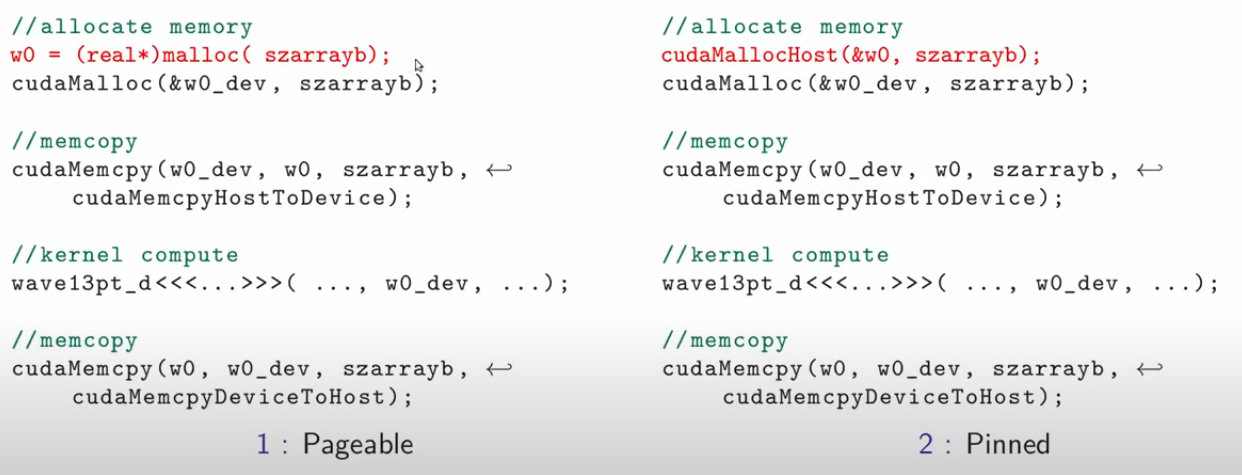 //allocate memory
w0 = (real*)malloc( szarrayb);
cudaMalloc(&w0_dev, szarrayb);
//memcopy
cudaMemcpy(w0_dev, w0, szarrayb, ↩
cudaMemcpyHostToDevice);
//kernel compute
wave13pt_d<<<...>>>( ..., w0_dev, ...);
//memcopy
cudaMemcpy(w0, w0_dev, szarrayb, ↩
cudaMemcpyDeviceToHost);
1 : Pageable
//allocate memory
cudaMallocHost(&w0, szarrayb);
cudaMalloc(&w0_dev, szarrayb);
//memcopy
cudaMemcpy(w0_dev, w0, szarrayb, ↩
cudaMemcpyHostToDevice);
//kernel compute
wave13pt_d<<<...>>>( ..., w0_dev, ...);
//memcopy
cudaMemcpy(w0, w0_dev, szarrayb, ↩
cudaMemcpyDeviceToHost);
2 : Pinned